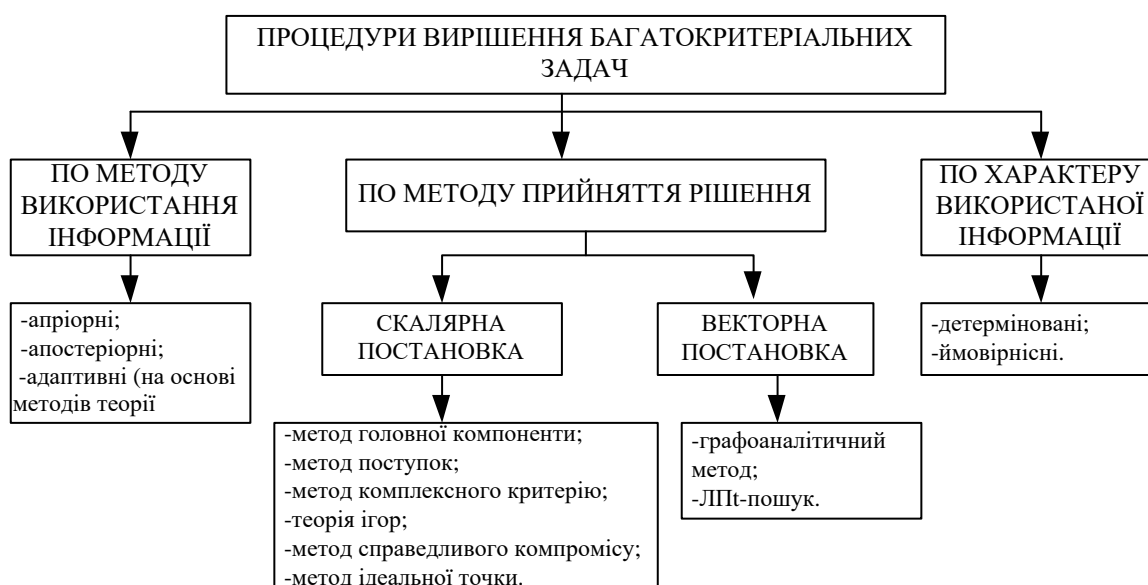 ПРОЦЕДУРИ ВИРІШЕННЯ БАГАТОКРИТЕРІАЛЬНИХ
ЗАДАЧ
ПО МЕТОДУ
ВИКОРИСТАННЯ
ІНФОРМАЦІЇ
ПО МЕТОДУ ПРИЙНЯТТЯ РІШЕННЯ
ПО ХАРАКТЕРУ
ВИКОРИСТАНОЇ
ІНФОРМАЦІЇ
-апріорні;
-апостеріорні;
-адаптивні (на основі
методів теорії
СКАЛЯРНА
ПОСТАНОВКА
ВЕКТОРНА
ПОСТАНОВКА
-детерміновані;
-ймовірнісні.
-метод головної компоненти;
-метод поступок;
-метод комплексного критерію;
-теорія ігор;
-метод справедливого компромісу;
-метод ідеальної точки.
-графоаналітичний
метод;
-ЛПt-пошук.